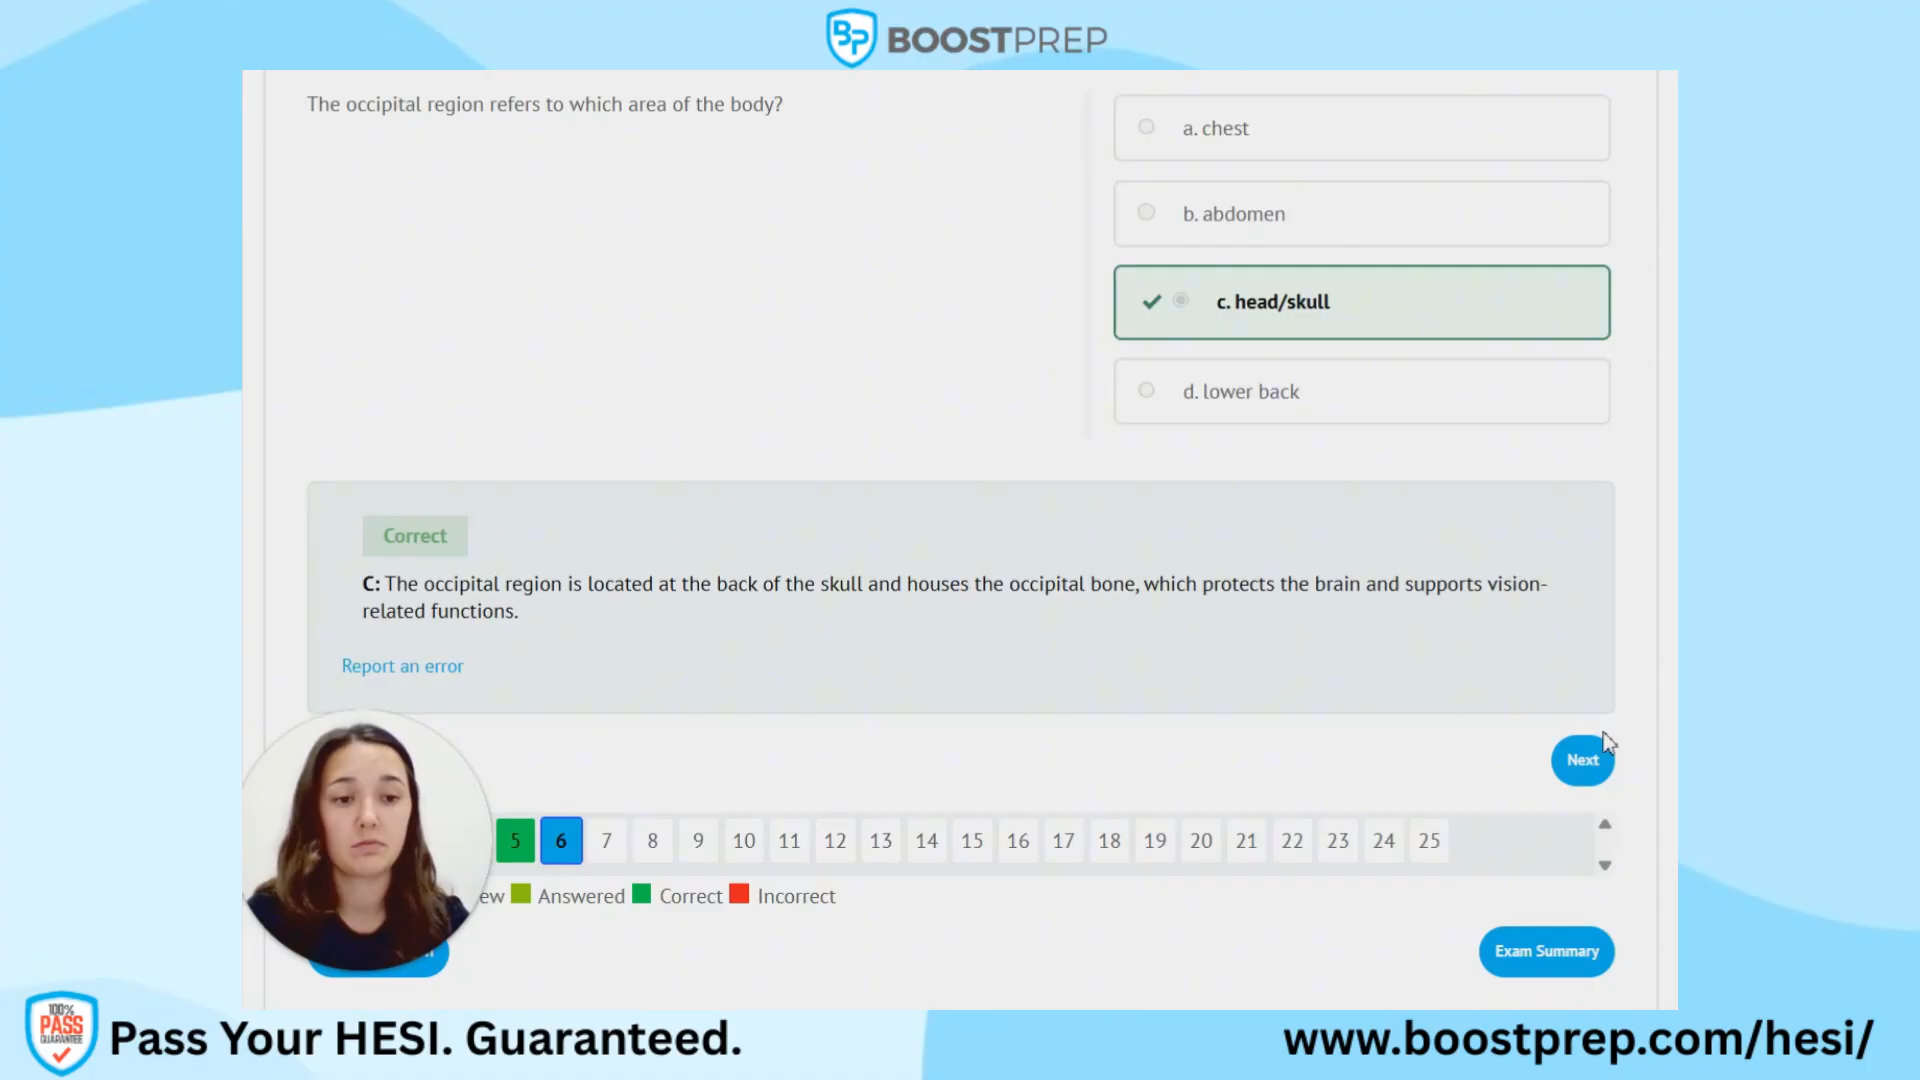 BP BOOSTPREP
The occipital region refers to which area of the body?
a. chest
b. abdomen
c. head/skull
d. lower back
Correct
C: The occipital region is located at the back of the skull and houses the occipital bone, which protects the brain and supports vision-
related functions.
Report an error
Next
5 6 7 8 9 10 11 12 13 14 15 16 17 18 19 20 21 22 23 24 25
ew Answered Correct Incorrect
Exam Summary
100%
PASS
GUARANTEE
Pass Your HESI. Guaranteed.
www.boostprep.com/hesi/